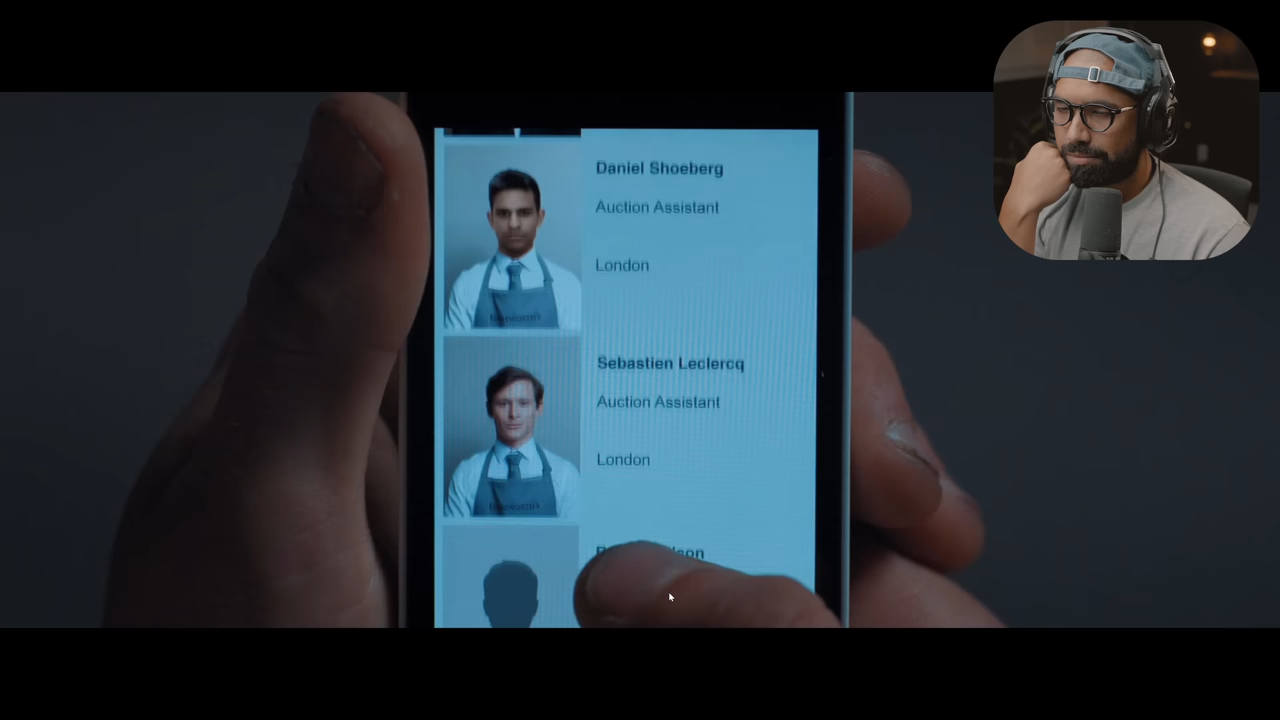 Daniel Shoeberg
Auction Assistant
London
Sebastien Leclercq
Auction Assistant
London